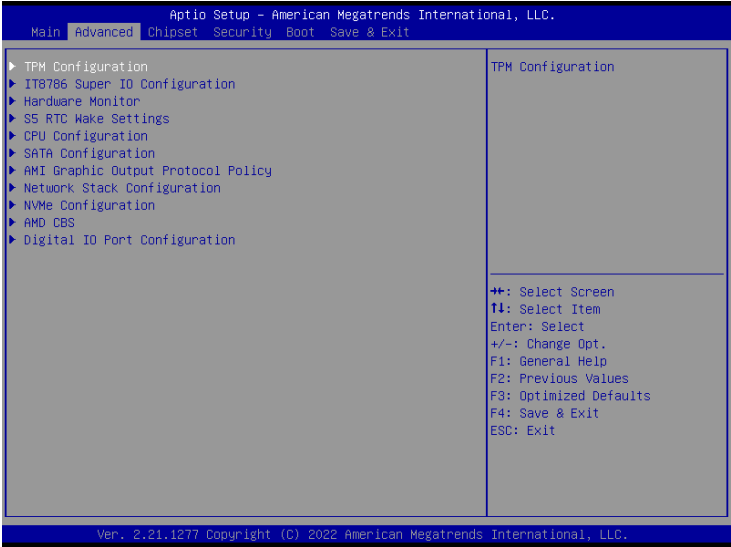 Aptio Setup – American Megatrends International, LLC.
Main Advanced Chipset Security Boot Save & Exit
TPM Configuration
IT8786 Super IO Configuration
Hardware Monitor
S5 RTC Wake Settings
CPU Configuration
SATA Configuration
AMI Graphic Output Protocol Policy
Network Stack Configuration
NVMe Configuration
AMD CBS
Digital IO Port Configuration
TPM Configuration
→←: Select Screen
↑↓: Select Item
Enter: Select
+/-: Change Opt.
F1: General Help
F2: Previous Values
F3: Optimized Defaults
F4: Save & Exit
ESC: Exit
Ver. 2.21.1277 Copyright (C) 2022 American Megatrends International, LLC.